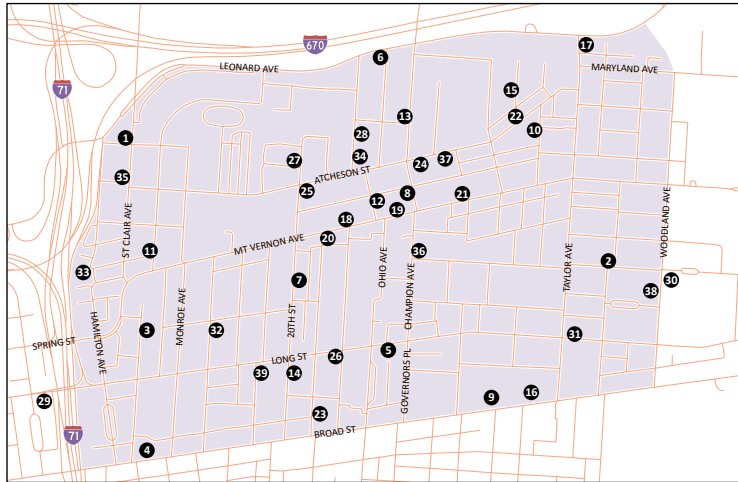 17
670
6
LEONARD AVE
MARYLAND AVE
71
15
13
22
10
28
1
34
37
27
24
ATCHESON ST
35
25
8
21
12
19
18
ST CLAIR AVE
WOODLAND AVE
20
MT VERNON AVE
11
36
OHIO AVE
TAYLOR AVE
2
33
7
30
38
CHAMPION AVE
MONROE AVE
20TH ST
HAMILTON AVE
3
32
31
SPRING ST
5
26
LONG ST
39
14
GOVERNORS PL
16
9
29
23
71
BROAD ST
4